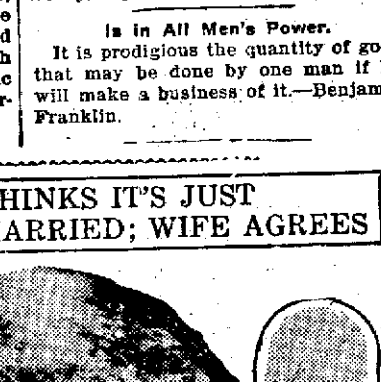 Is in All Men's Power.
It is prodigious the quantity of go
that may be done by one man if
will make a business of it.—Benjam
Franklin.
HINKS IT'S JUST
ARRIED; WIFE AGREES